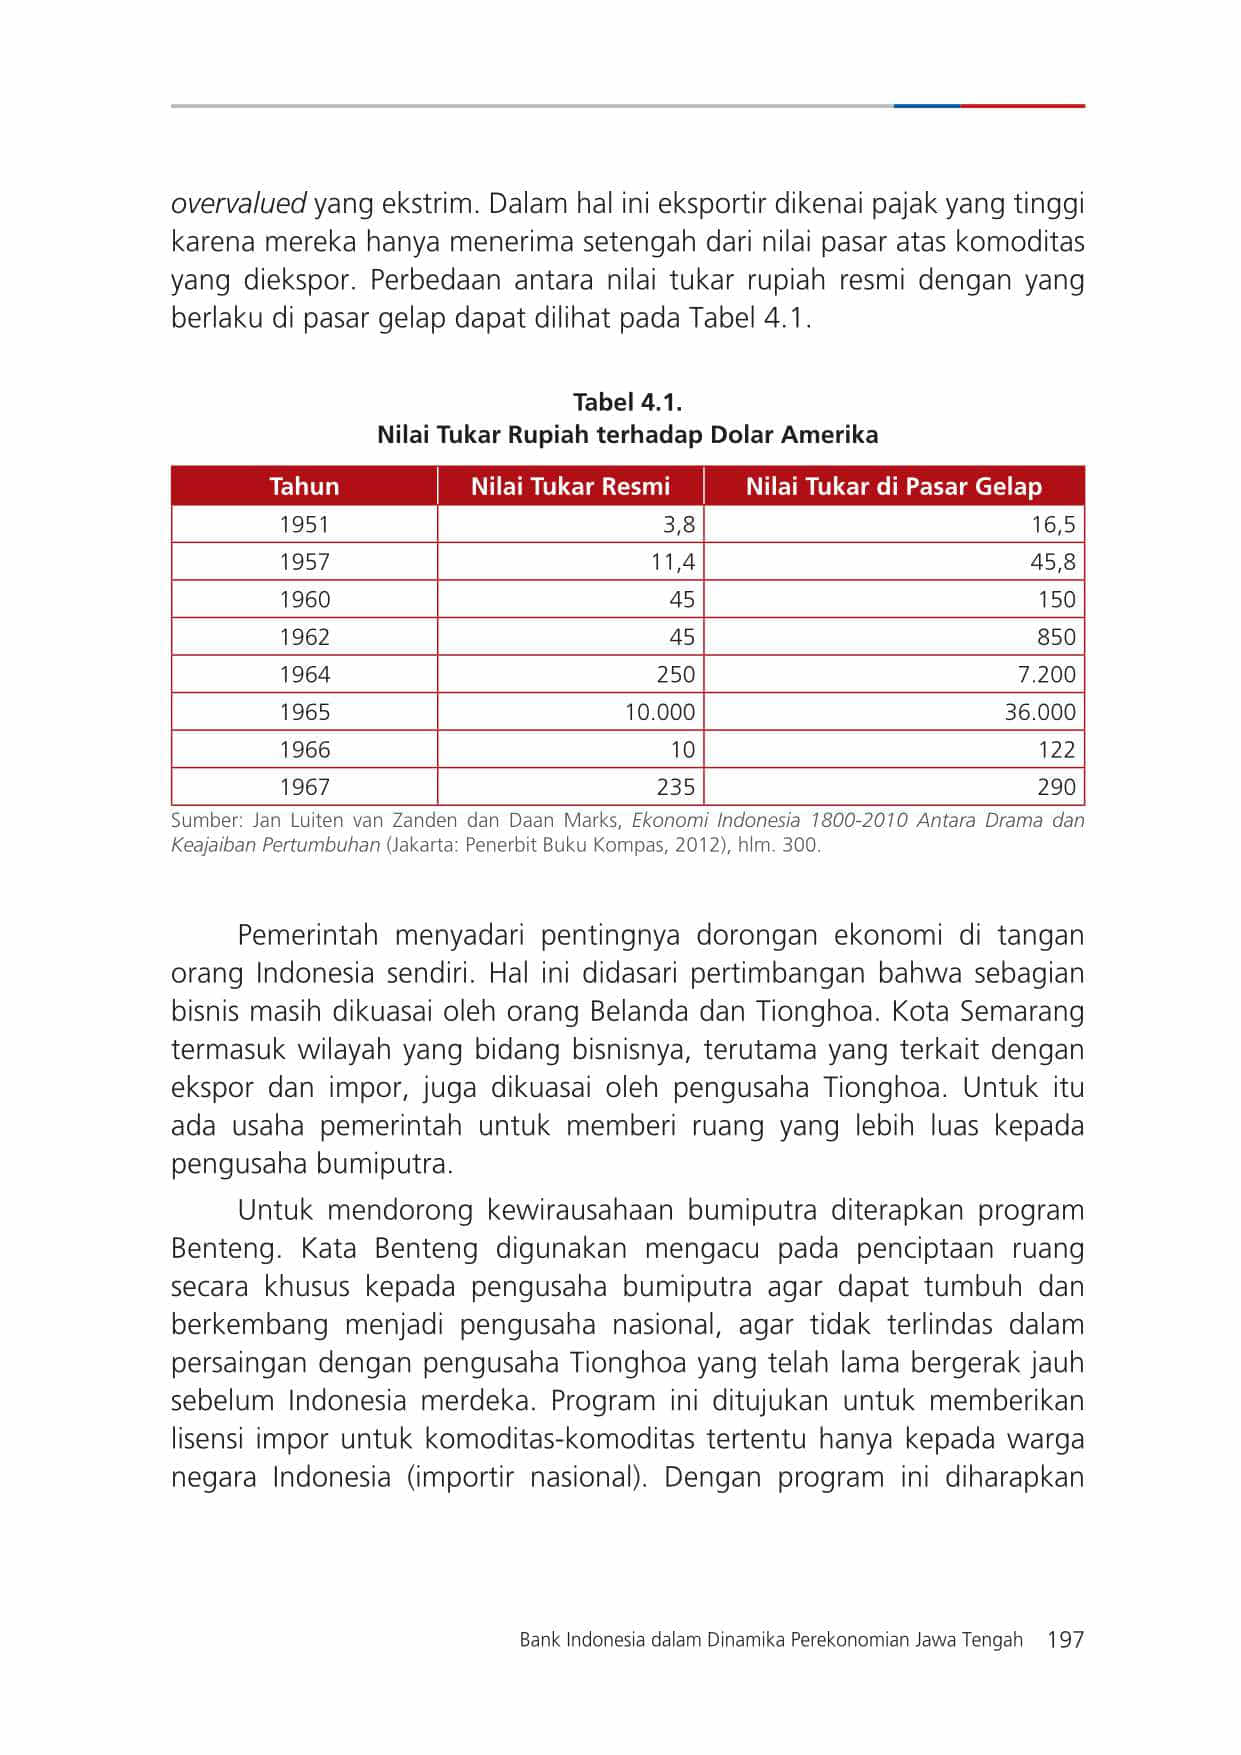 overvalued yang ekstrim. Dalam hal ini eksportir dikenai pajak yang tinggi
karena mereka hanya menerima setengah dari nilai pasar atas komoditas
yang diekspor. Perbedaan antara nilai tukar rupiah resmi dengan yang
berlaku di pasar gelap dapat dilihat pada Tabel 4.1.
Tabel 4.1.
Nilai Tukar Rupiah terhadap Dolar Amerika
Tahun Nilai Tukar Resmi Nilai Tukar di Pasar Gelap
1951 3,8 16,5
1957 11,4 45,8
1960 45 150
1962 45 850
1964 250 7.200
1965 10.000 36.000
1966 10 122
1967 235 290
Sumber: Jan Luiten van Zanden dan Daan Marks, Ekonomi Indonesia 1800-2010 Antara Drama dan
Keajaiban Pertumbuhan (Jakarta: Penerbit Buku Kompas, 2012), hlm. 300.
Pemerintah menyadari pentingnya dorongan ekonomi di tangan
orang Indonesia sendiri. Hal ini didasari pertimbangan bahwa sebagian
bisnis masih dikuasai oleh orang Belanda dan Tionghoa. Kota Semarang
termasuk wilayah yang bidang bisnisnya, terutama yang terkait dengan
ekspor dan impor, juga dikuasai oleh pengusaha Tionghoa. Untuk itu
ada usaha pemerintah untuk memberi ruang yang lebih luas kepada
pengusaha bumiputra.
Untuk mendorong kewirausahaan bumiputra diterapkan program
Benteng. Kata Benteng digunakan mengacu pada penciptaan ruang
secara khusus kepada pengusaha bumiputra agar dapat tumbuh dan
berkembang menjadi pengusaha nasional, agar tidak terlindas dalam
persaingan dengan pengusaha Tionghoa yang telah lama bergerak jauh
sebelum Indonesia merdeka. Program ini ditujukan untuk memberikan
lisensi impor untuk komoditas-komoditas tertentu hanya kepada warga
negara Indonesia (importir nasional). Dengan program ini diharapkan
Bank Indonesia dalam Dinamika Perekonomian Jawa Tengah 197